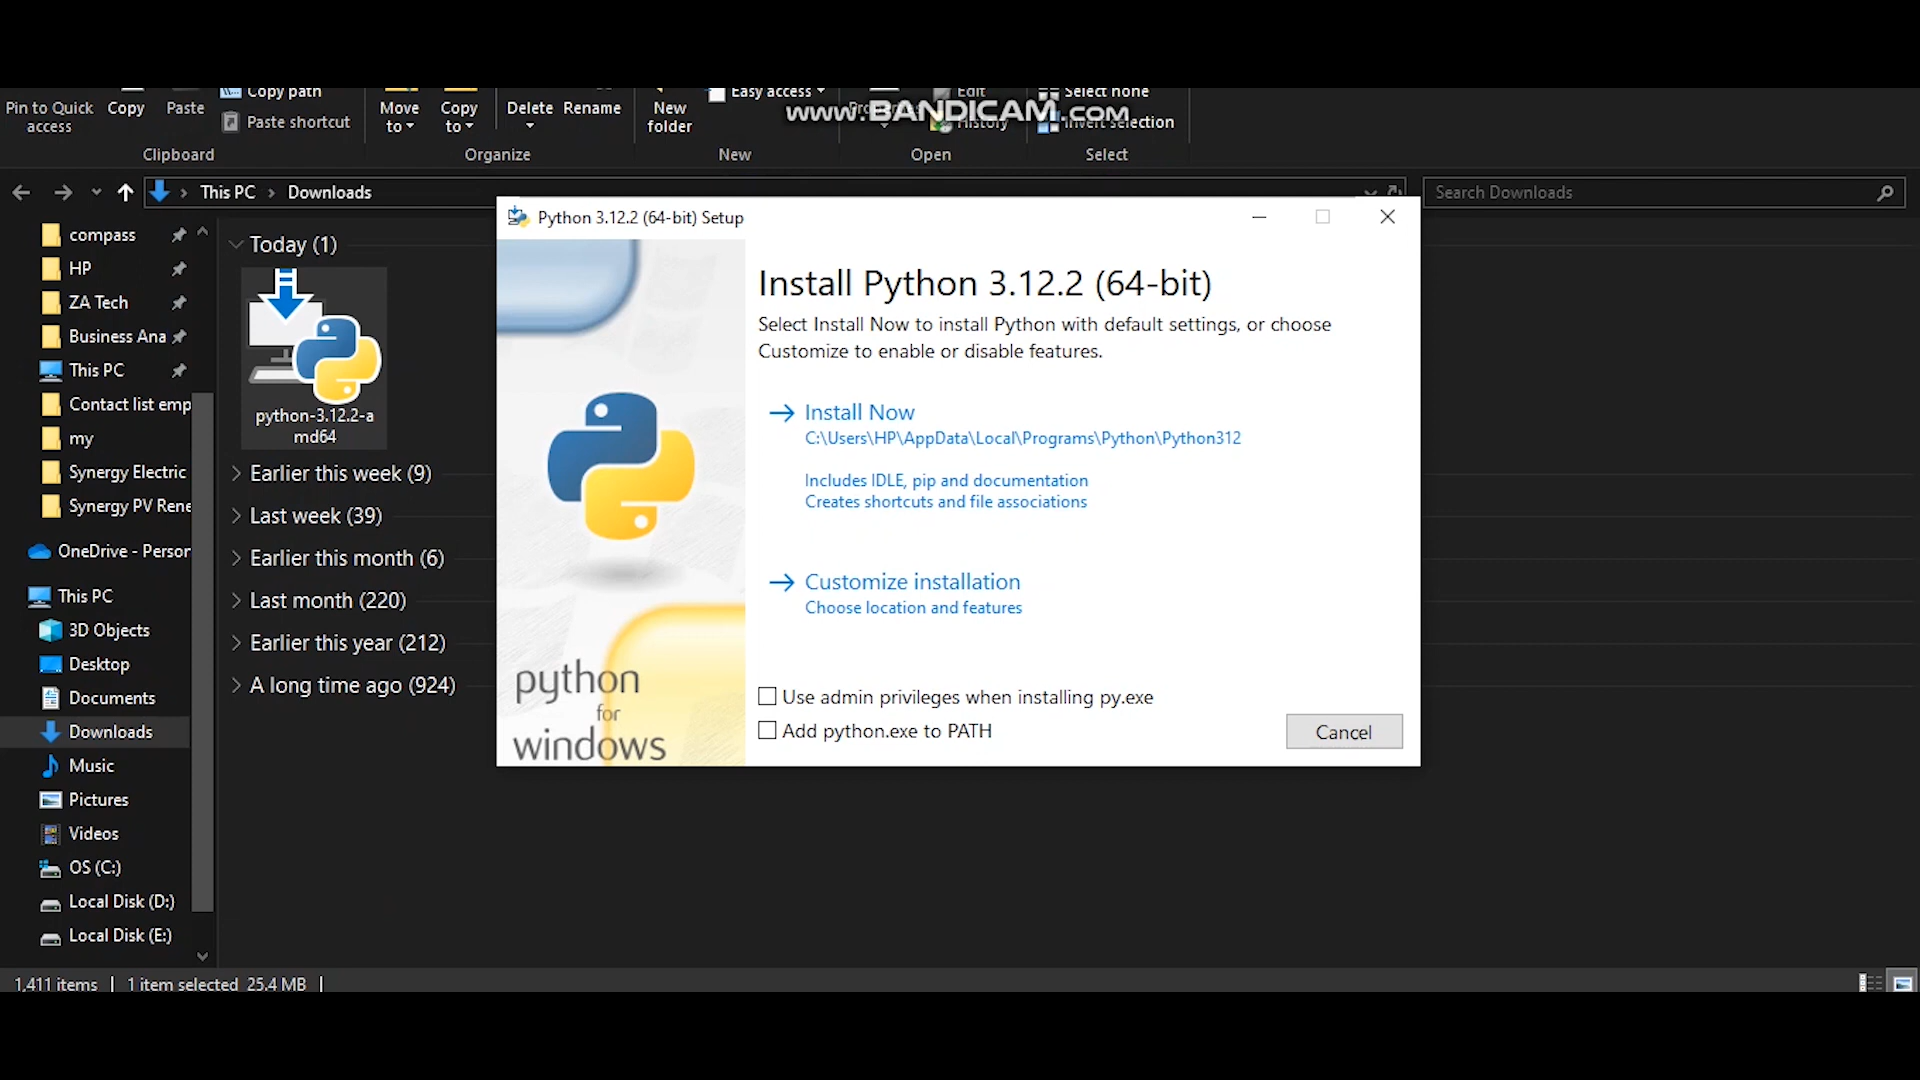 Pin to Quick access
Copy
Paste
Copy path
Paste shortcut
Move to
Copy to
Delete
Rename
New folder
Easy access
Edit
History
Select none
Invert selection
www.BANDICAM.com
Clipboard
Organize
New
Open
Select
This PC > Downloads
Search Downloads
compass
HP
ZA Tech
Business Ana
This PC
Contact list emp
my
Synergy Electric
Synergy PV Rene
OneDrive - Person
This PC
3D Objects
Desktop
Documents
Downloads
Music
Pictures
Videos
OS (C:)
Local Disk (D:)
Local Disk (E:)
Today (1)
python-3.12.2-a
md64
Earlier this week (9)
Last week (39)
Earlier this month (6)
Last month (220)
Earlier this year (212)
A long time ago (924)
Python 3.12.2 (64-bit) Setup
Install Python 3.12.2 (64-bit)
Select Install Now to install Python with default settings, or choose
Customize to enable or disable features.
Install Now
C:\Users\HP\AppData\Local\Programs\Python\Python312
Includes IDLE, pip and documentation
Creates shortcuts and file associations
Customize installation
Choose location and features
Use admin privileges when installing py.exe
Add python.exe to PATH
Cancel
python
for
windows
1,411 items
1 item selected 25.4 MB